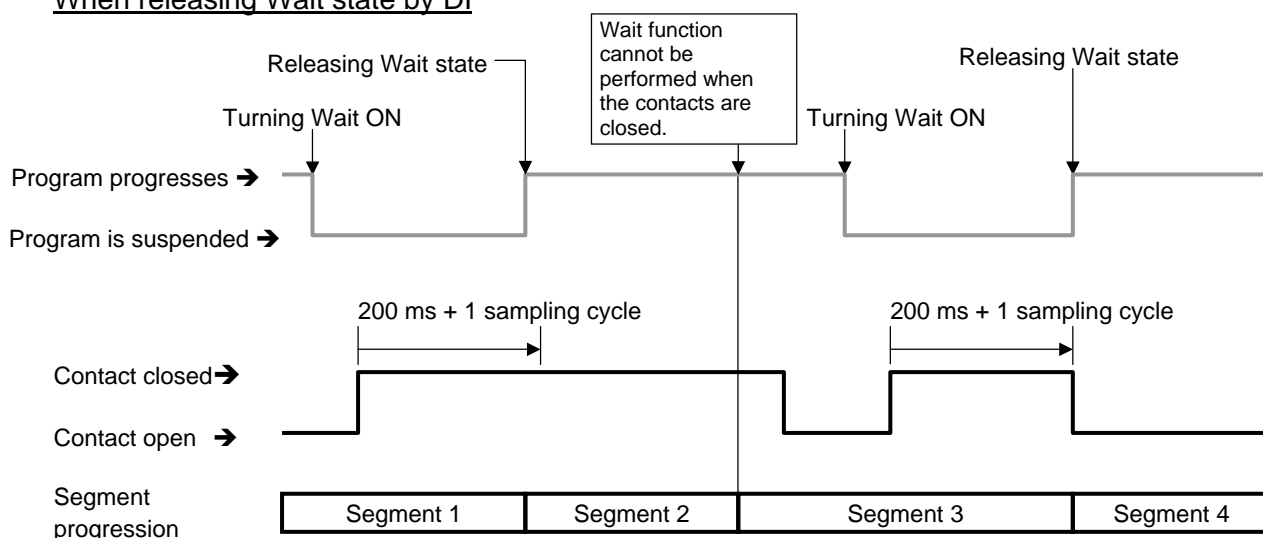 When releasing Wait state by DI
Wait function
cannot be
performed when
the contacts are
closed.
Releasing Wait state
Releasing Wait state
Turning Wait ON
Turning Wait ON
Program progresses ➔
Program is suspended ➔
200 ms + 1 sampling cycle
200 ms + 1 sampling cycle
Contact closed➔
Contact open ➔
Segment
progression
Segment 1
Segment 2
Segment 3
Segment 4